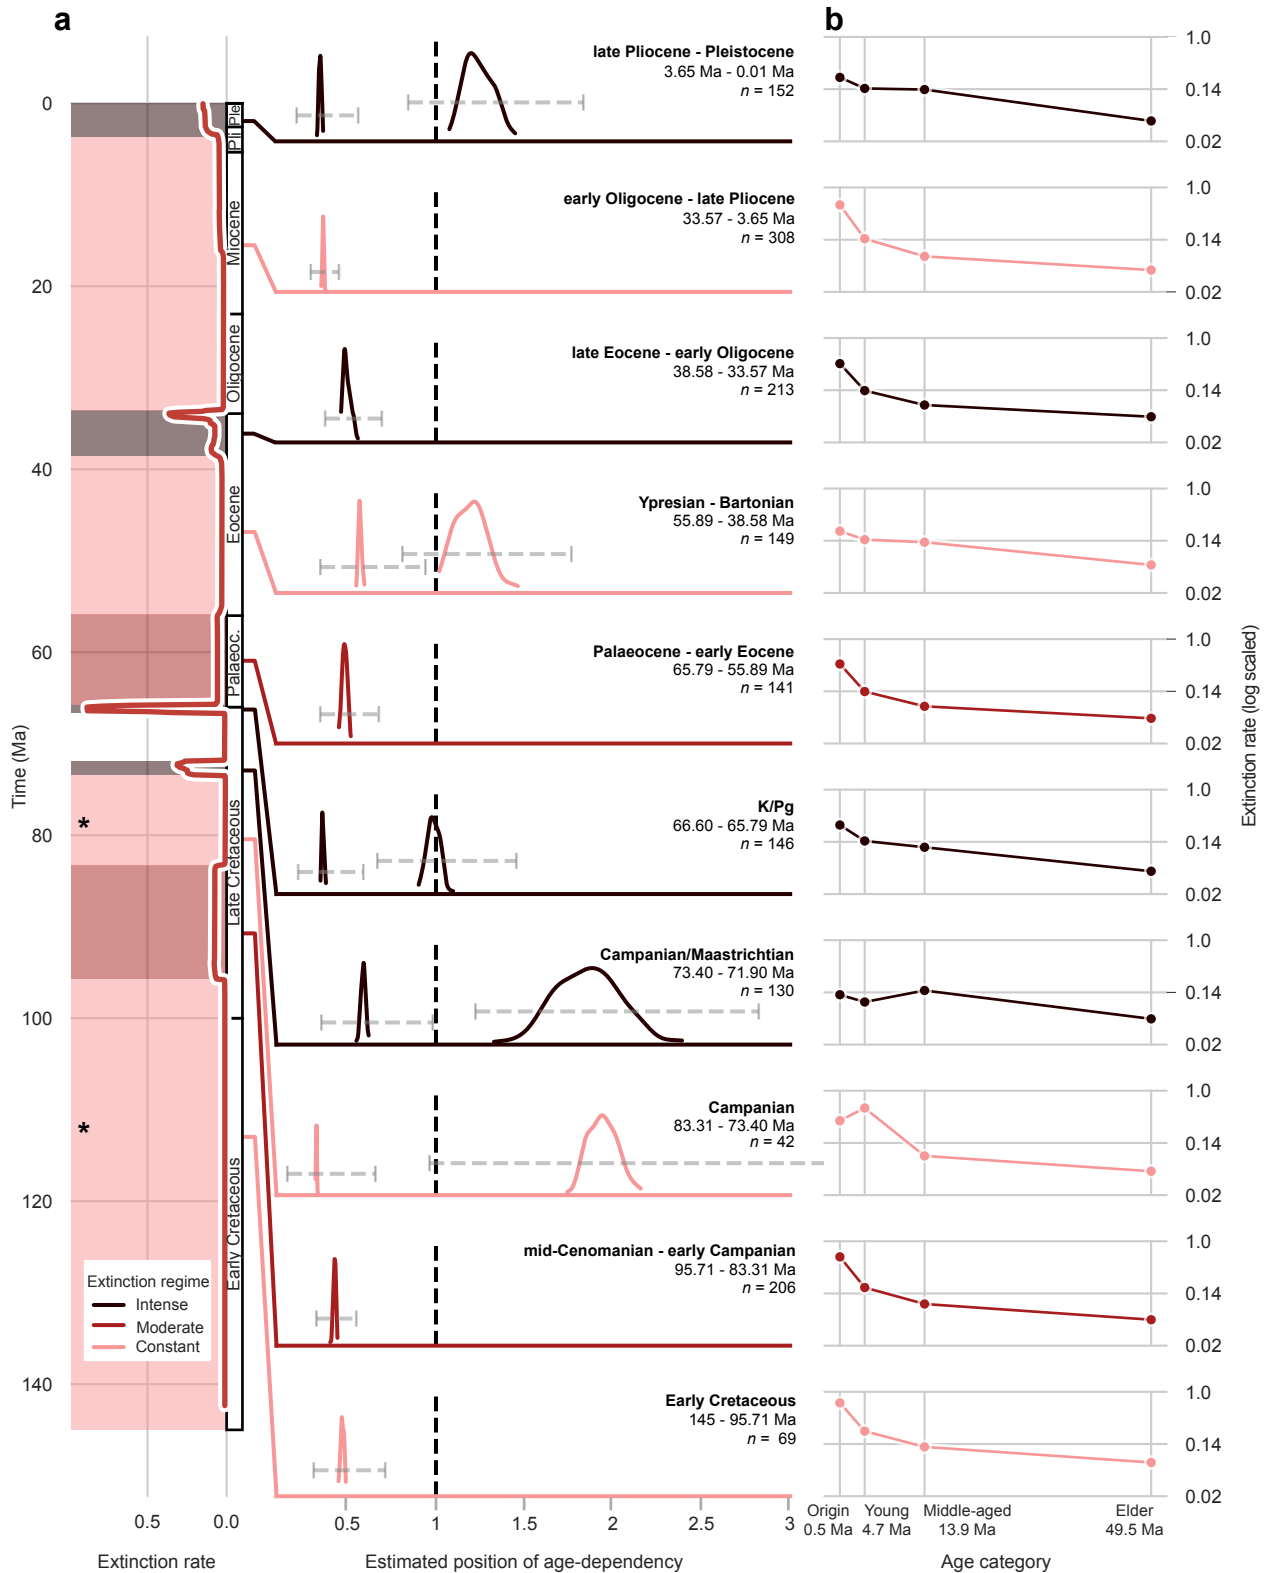 a
b
late Pliocene - Pleistocene
3.65 Ma - 0.01 Ma
n = 152
early Oligocene - late Pliocene
33.57 - 3.65 Ma
n = 308
late Eocene - early Oligocene
38.58 - 33.57 Ma
n = 213
Ypresian - Bartonian
55.89 - 38.58 Ma
n = 149
Palaeocene - early Eocene
65.79 - 55.89 Ma
n = 141
K/Pg
66.60 - 65.79 Ma
n = 146
Campanian/Maastrichtian
73.40 - 71.90 Ma
n = 130
Campanian
83.31 - 73.40 Ma
n = 42
mid-Cenomanian - early Campanian
95.71 - 83.31 Ma
n = 206
Early Cretaceous
145 - 95.71 Ma
n = 69
Time (Ma)
0
20
40
60
80
100
120
140
*
*
Ple
Pli
Miocene
Oligocene
Eocene
Palaeoc.
Late Cretaceous
Early Cretaceous
Extinction regime
Intense
Moderate
Constant
0.5
0.0
Extinction rate
0.5
1
1.5
2
2.5
3
Estimated position of age-dependency
1.0
0.14
0.02
1.0
0.14
0.02
1.0
0.14
0.02
1.0
0.14
0.02
1.0
0.14
0.02
1.0
0.14
0.02
1.0
0.14
0.02
1.0
0.14
0.02
1.0
0.14
0.02
1.0
0.14
0.02
Extinction rate (log scaled)
Origin
0.5 Ma
Young
4.7 Ma
Middle-aged
13.9 Ma
Elder
49.5 Ma
Age category